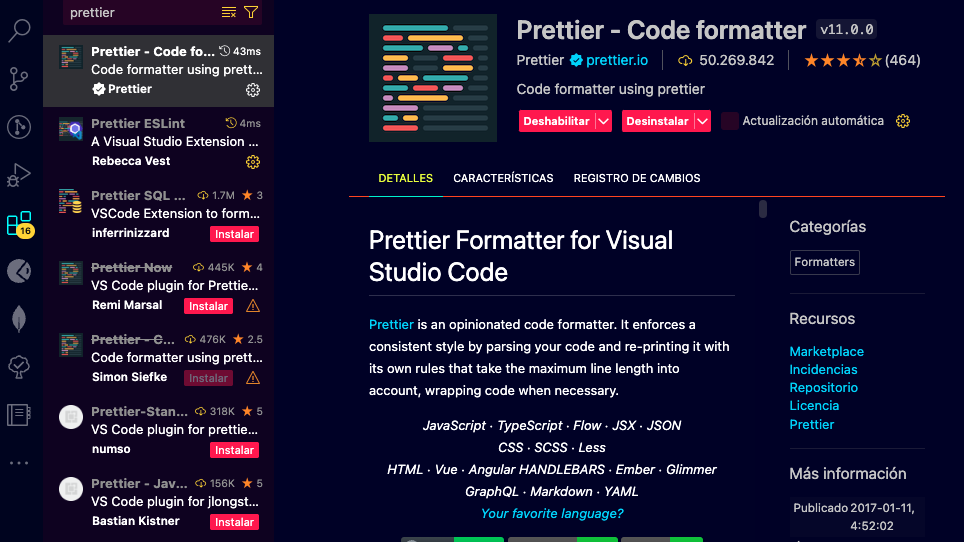 prettier
Prettier - Code fo... 43ms
Code formatter using prett...
Prettier
Prettier ESLint 4ms
A Visual Studio Extension ...
Rebecca Vest
Prettier SQL ... 1.7M 3
VSCode Extension to form...
inferrinizzard Instalar
Prettier Now 445K 4
VS Code plugin for Prettie...
Remi Marsal Instalar
Prettier - C... 476K 2.5
Code formatter using prett...
Simon Siefke Instalar
Prettier-Stan... 318K 5
VS Code plugin for prettie...
numso Instalar
Prettier - Jav... 156K 5
VS Code plugin for jlongst...
Bastian Kistner Instalar
16
Prettier - Code formatter v11.0.0
Prettier prettier.io 50.269.842 (464)
Code formatter using prettier
Deshabilitar Desinstalar Actualización automática
DETALLES CARACTERÍSTICAS REGISTRO DE CAMBIOS
Prettier Formatter for Visual
Studio Code
Prettier is an opinionated code formatter. It enforces a
consistent style by parsing your code and re-printing it with
its own rules that take the maximum line length into
account, wrapping code when necessary.
JavaScript · TypeScript · Flow · JSX · JSON
CSS · SCSS · Less
HTML · Vue · Angular HANDLEBARS · Ember · Glimmer
GraphQL · Markdown · YAML
Your favorite language?
Categorías
Formatters
Recursos
Marketplace
Incidencias
Repositorio
Licencia
Prettier
Más información
Publicado 2017-01-11,
4:52:02